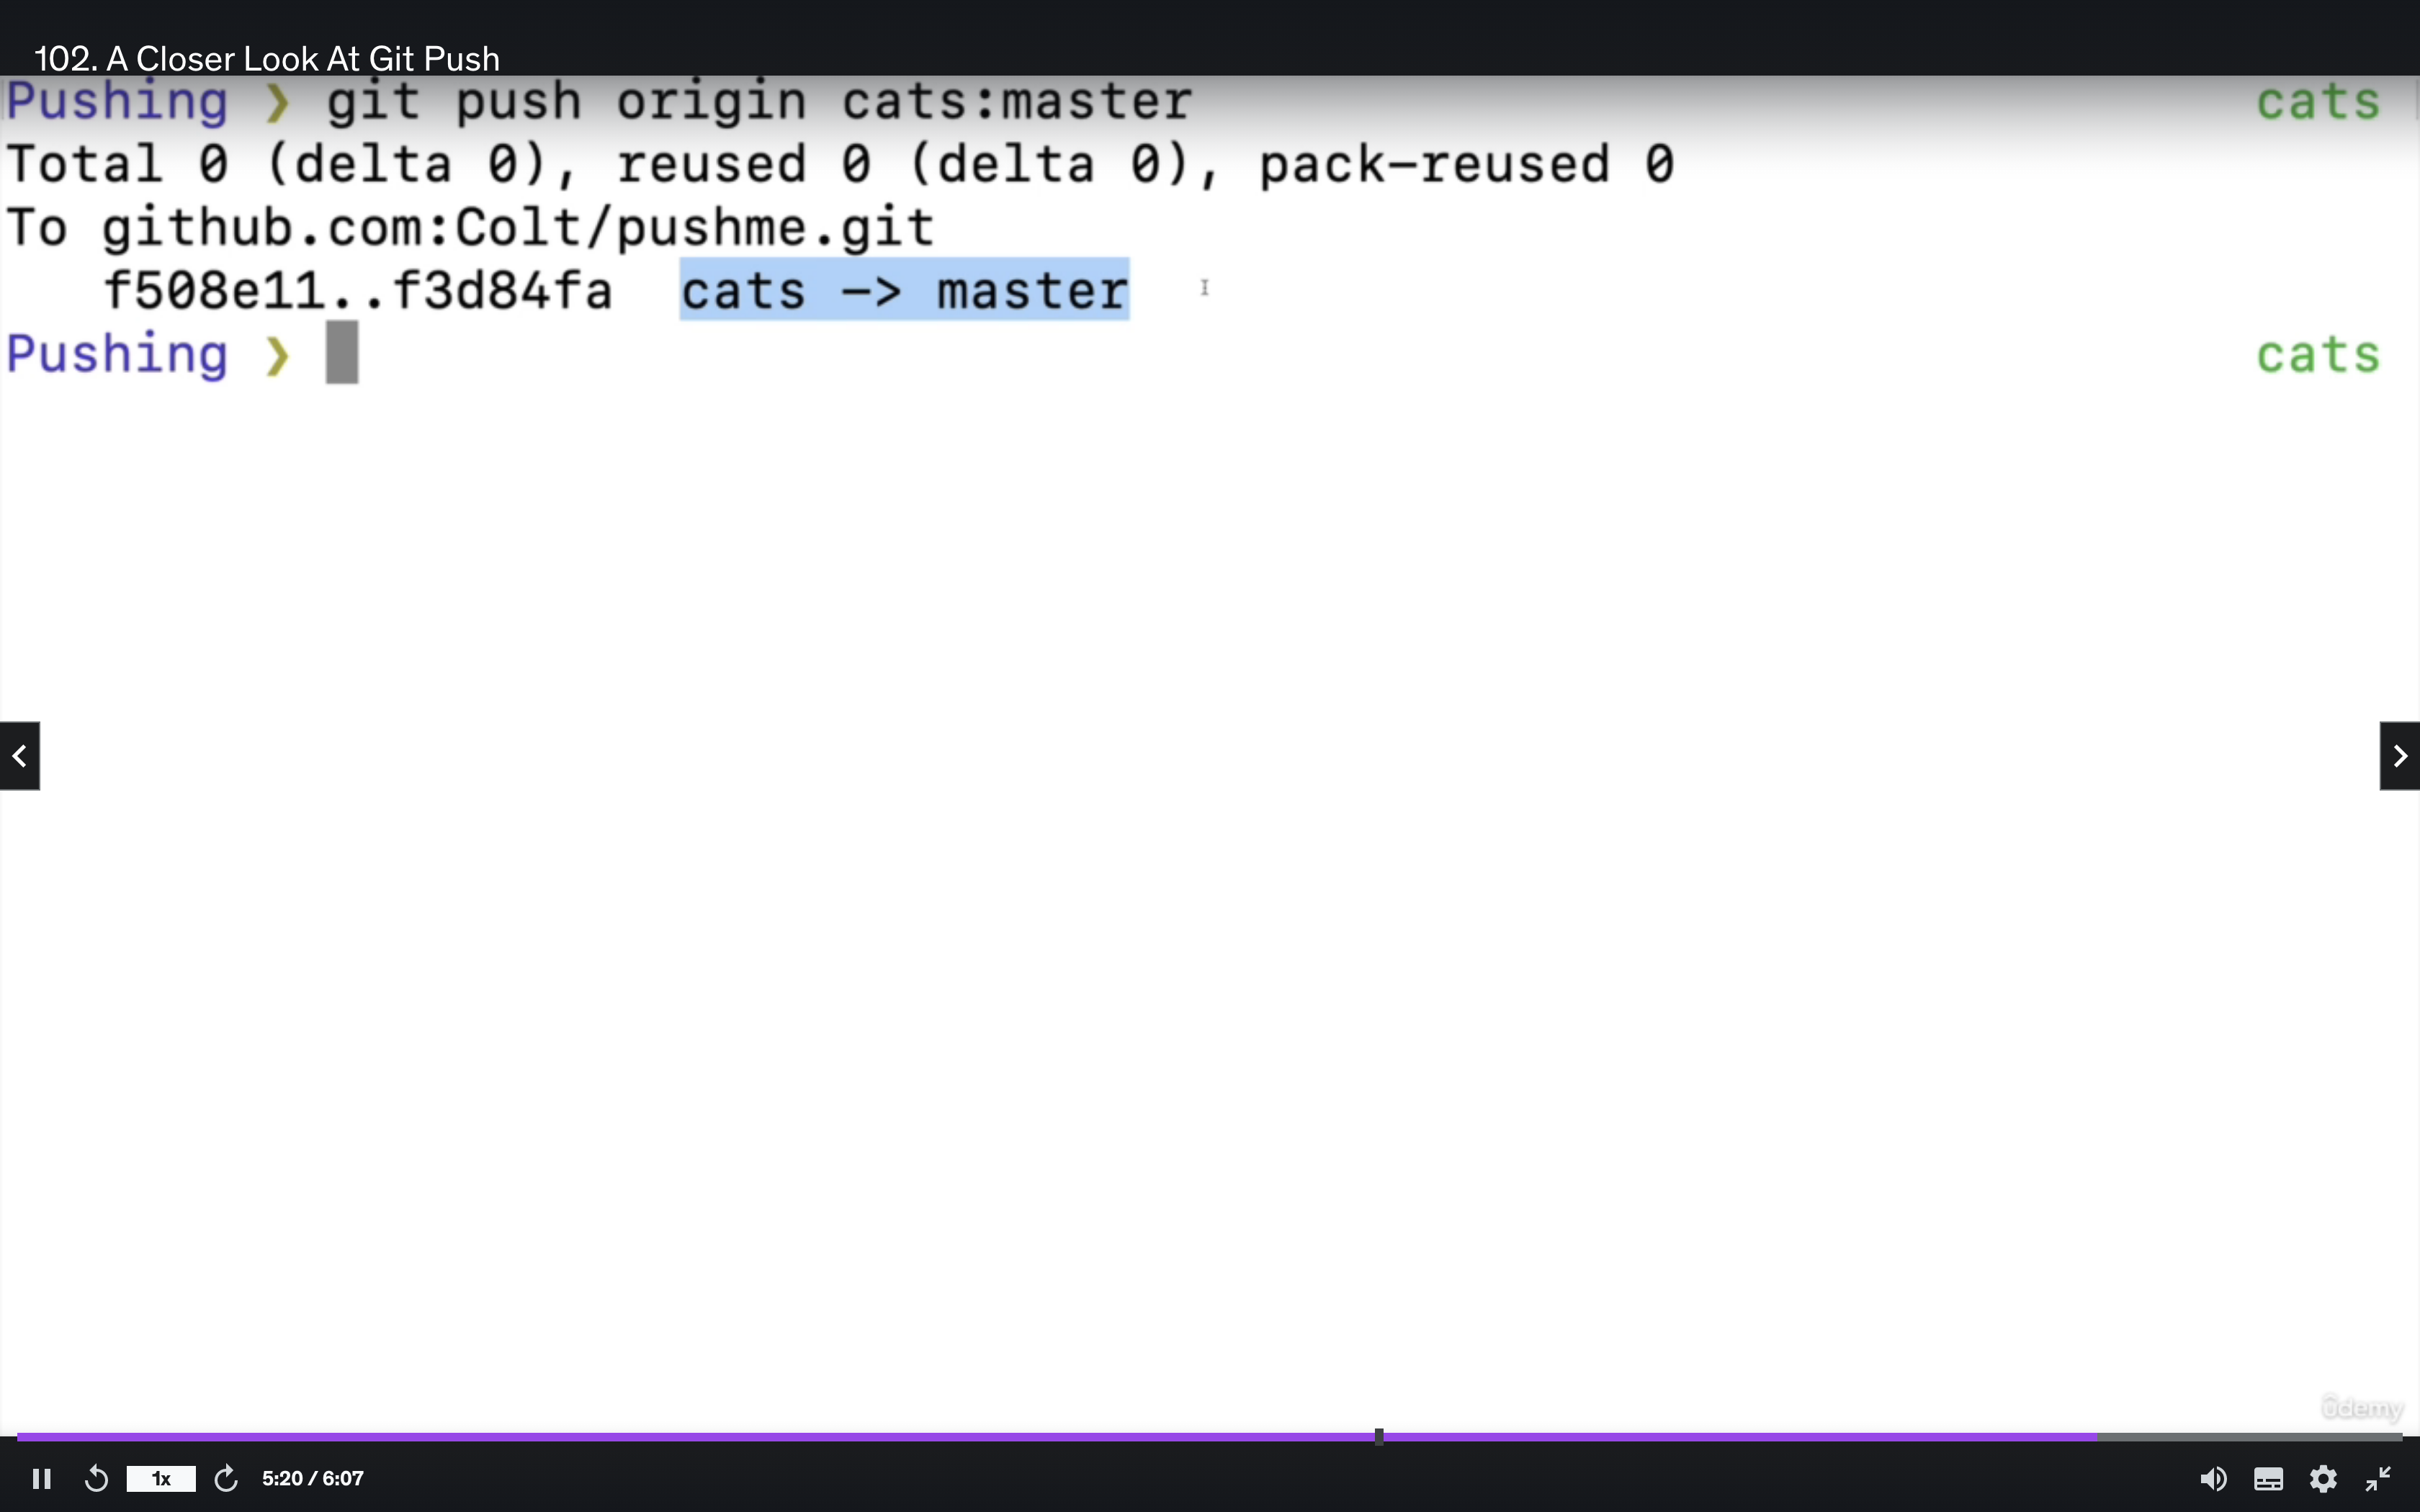 102. A Closer Look At Git Push
Pushing ❯ git push origin cats:master cats
Total 0 (delta 0), reused 0 (delta 0), pack-reused 0
To github.com:Colt/pushme.git
f508e11..f3d84fa cats -> master
Pushing ❯ cats
ûdemy
1x 5:20 / 6:07